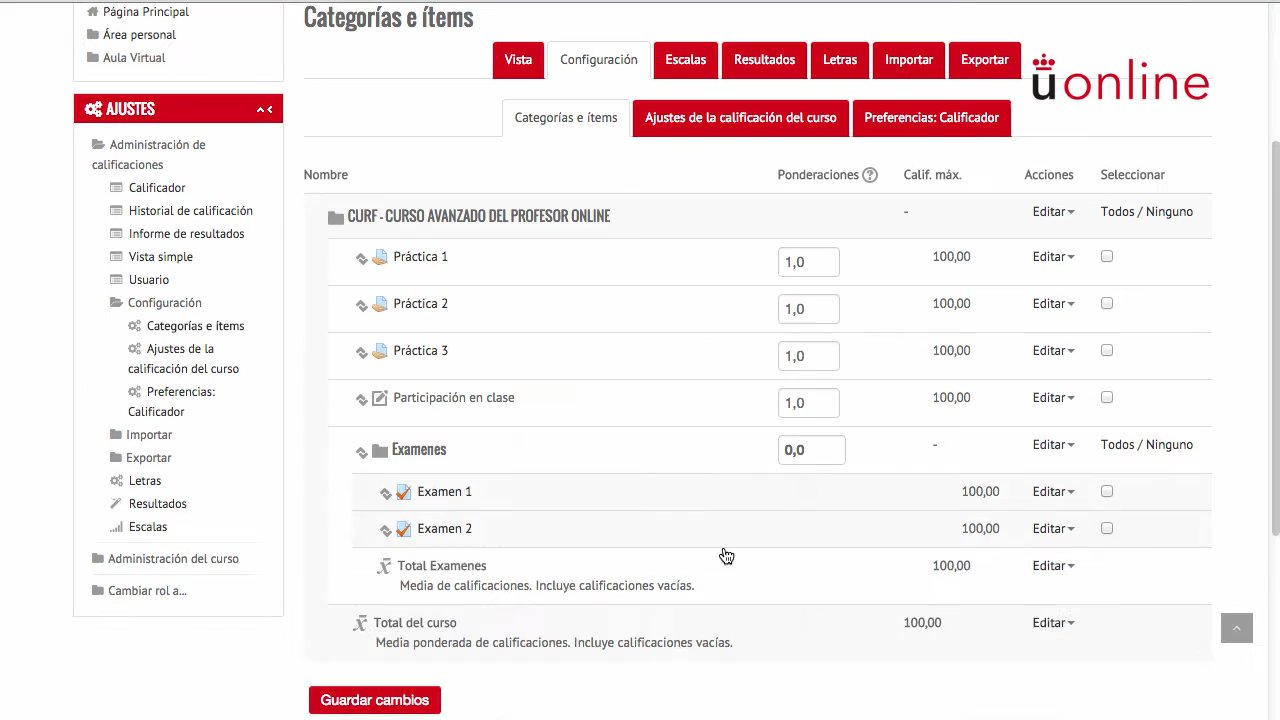 Página Principal
Área personal
Aula Virtual
AJUSTES
Administración de
calificaciones
Calificador
Historial de calificación
Informe de resultados
Vista simple
Usuario
Configuración
Categorías e ítems
Ajustes de la
calificación del curso
Preferencias:
Calificador
Importar
Exportar
Letras
Resultados
Escalas
Administración del curso
Cambiar rol a...
Categorías e ítems
Vista Configuración Escalas Resultados Letras Importar Exportar
uonline
Categorías e ítems Ajustes de la calificación del curso Preferencias: Calificador
Nombre Ponderaciones ? Calif. máx. Acciones Seleccionar
CURF - CURSO AVANZADO DEL PROFESOR ONLINE - Editar Todos / Ninguno
Práctica 1 1,0 100,00 Editar
Práctica 2 1,0 100,00 Editar
Práctica 3 1,0 100,00 Editar
Participación en clase 1,0 100,00 Editar
Examenes 0,0 - Editar Todos / Ninguno
Examen 1 100,00 Editar
Examen 2 100,00 Editar
Total Examenes 100,00 Editar
Media de calificaciones. Incluye calificaciones vacías.
Total del curso 100,00 Editar
Media ponderada de calificaciones. Incluye calificaciones vacías.
Guardar cambios